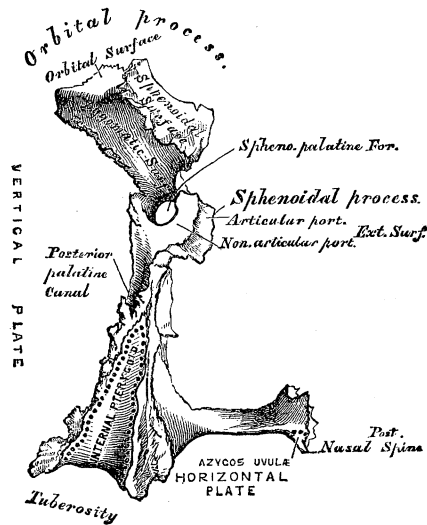 Orbital process.
Orbital Surface
Sphenoidal
Surface
Zygomatic Sur
Spheno.palatine For.
Sphenoidal process.
Articular port.
Non.articular port.
Ext. Surf.
Posterior
palatine
Canal
VERTICAL PLATE
INTERNAL PTERYGOID
AZYGOS UVULÆ
HORIZONTAL
PLATE
Post.
Nasal Spine
Tuberosity